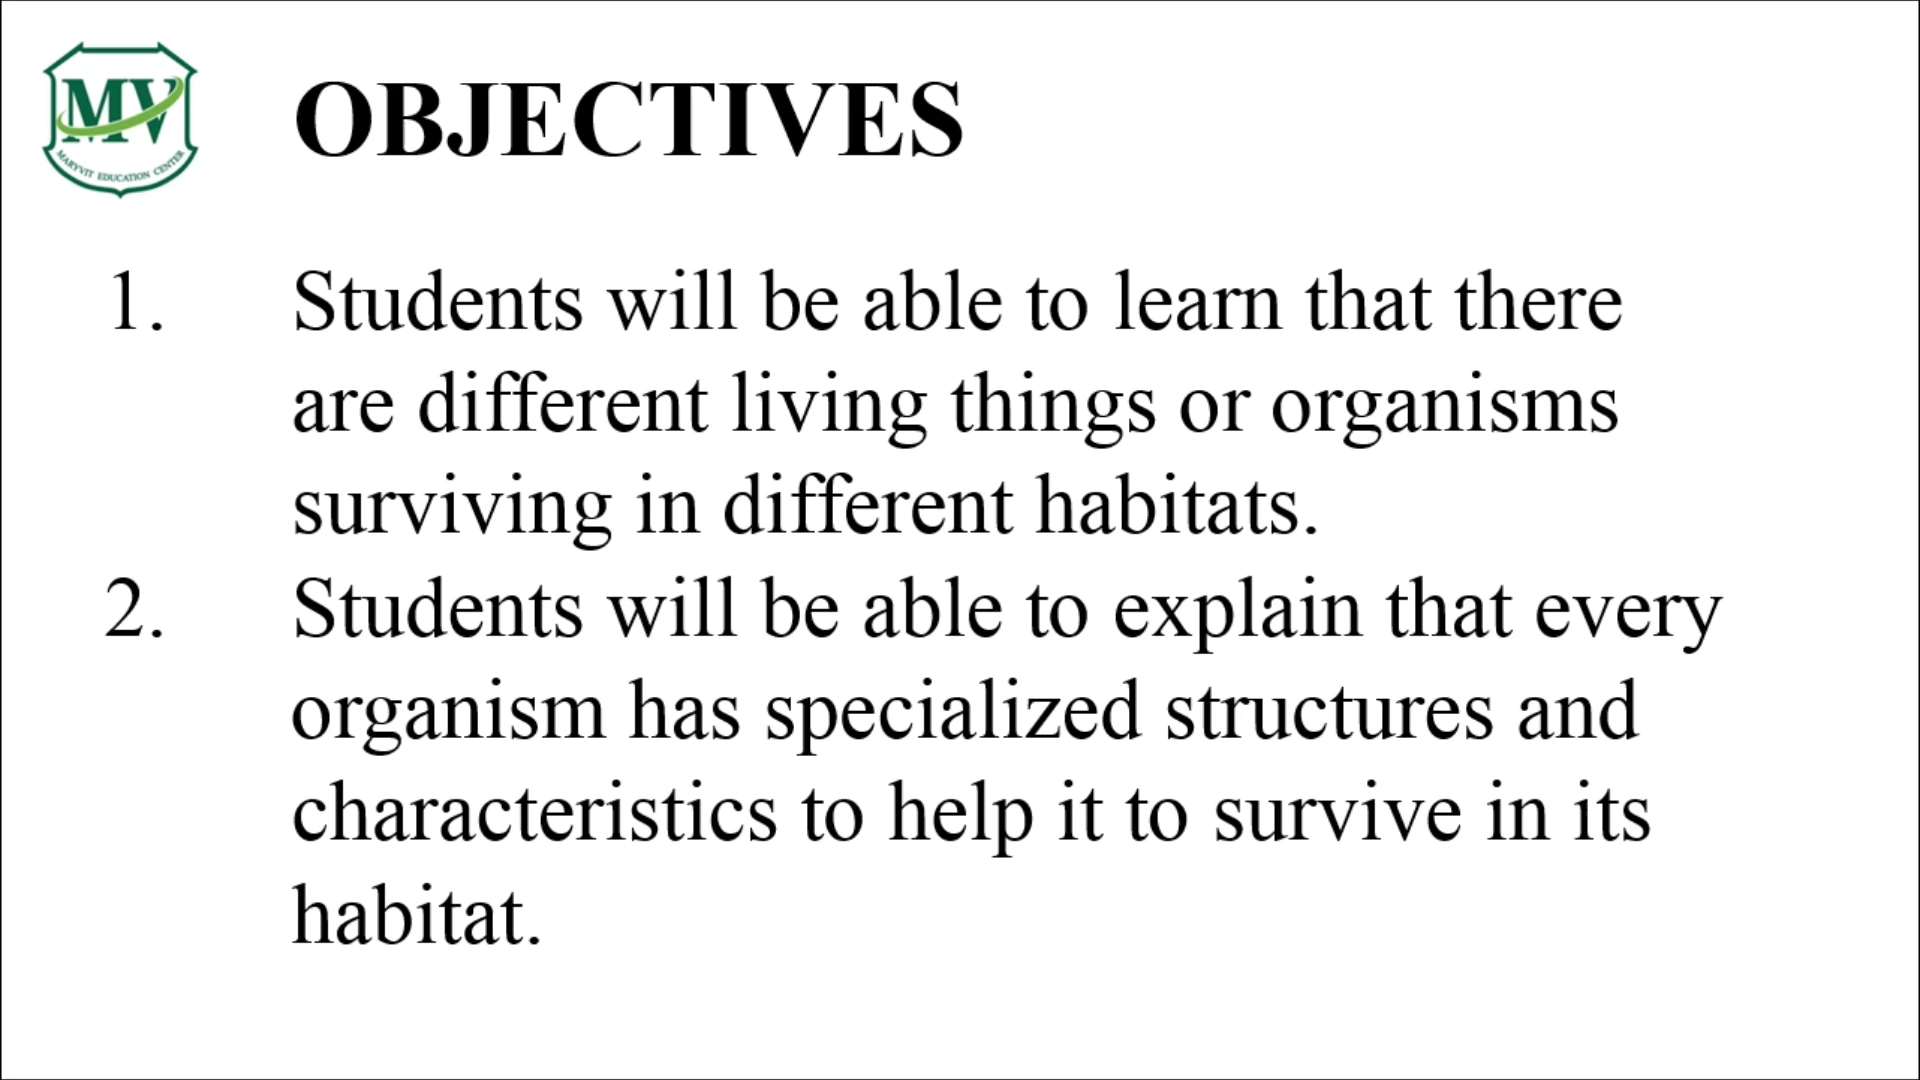 MV
MARYVIT EDUCATION CENTER
OBJECTIVES
1. Students will be able to learn that there
are different living things or organisms
surviving in different habitats.
2. Students will be able to explain that every
organism has specialized structures and
characteristics to help it to survive in its
habitat.